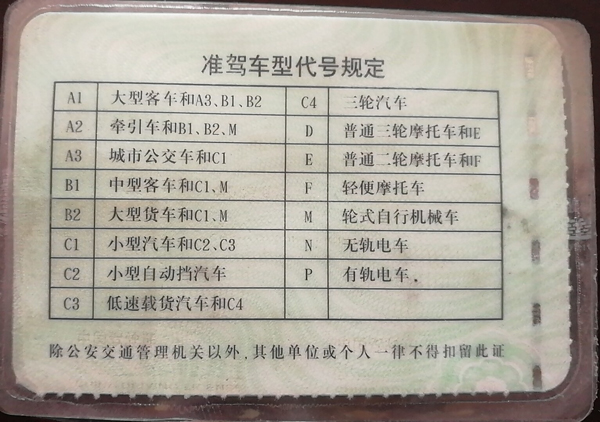 准驾车型代号规定
A1 大型客车和A3、B1、B2 C4 三轮汽车
A2 牵引车和B1、B2、M D 普通三轮摩托车和E
A3 城市公交车和C1 E 普通二轮摩托车和F
B1 中型客车和C1、M F 轻便摩托车
B2 大型货车和C1、M M 轮式自行机械车
C1 小型汽车和C2、C3 N 无轨电车
C2 小型自动挡汽车 P 有轨电车
C3 低速载货汽车和C4
除公安交通管理机关以外，其他单位或个人一律不得扣留此证